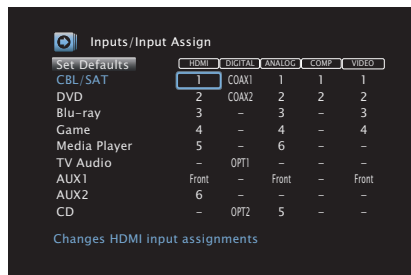 Inputs/Input Assign
Set Defaults HDMI DIGITAL ANALOG COMP VIDEO
CBL/SAT 1 COAX1 1 1 1
DVD 2 COAX2 2 2 2
Blu-ray 3 – 3 – 3
Game 4 – 4 – 4
Media Player 5 – 6 – –
TV Audio – OPT1 – – –
AUX1 Front – Front – Front
AUX2 6 – – – –
CD – OPT2 5 – –
Changes HDMI input assignments